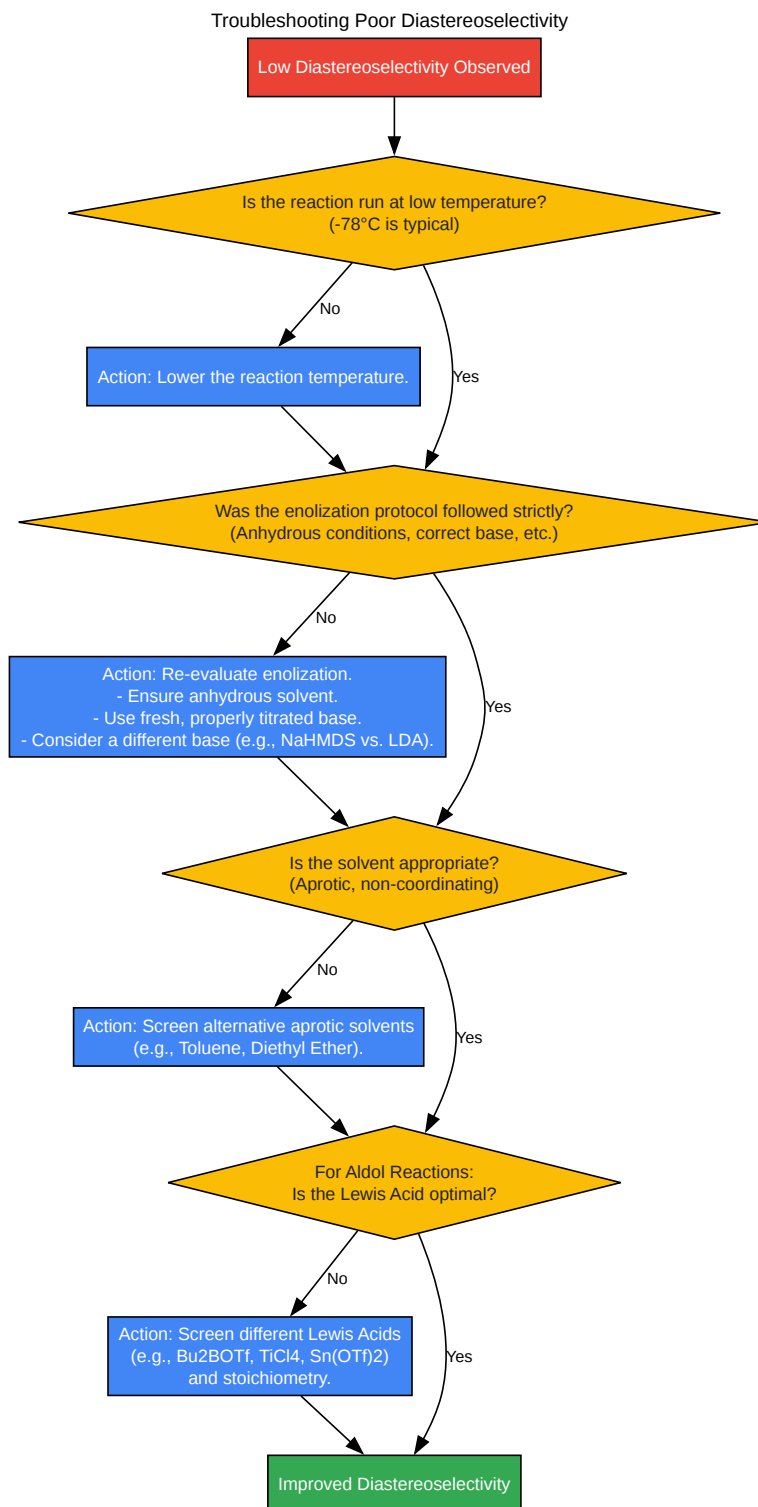 Troubleshooting Poor Diastereoselectivity
Low Diastereoselectivity Observed
Is the reaction run at low temperature?
(-78°C is typical)
No
Yes
Action: Lower the reaction temperature.
Was the enolization protocol followed strictly?
(Anhydrous conditions, correct base, etc.)
No
Yes
Action: Re-evaluate enolization.
- Ensure anhydrous solvent.
- Use fresh, properly titrated base.
- Consider a different base (e.g., NaHMDS vs. LDA).
Is the solvent appropriate?
(Aprotic, non-coordinating)
No
Yes
Action: Screen alternative aprotic solvents
(e.g., Toluene, Diethyl Ether).
For Aldol Reactions:
Is the Lewis Acid optimal?
No
Yes
Action: Screen different Lewis Acids
(e.g., Bu2BOTf, TiCl4, Sn(OTf)2)
and stoichiometry.
Improved Diastereoselectivity